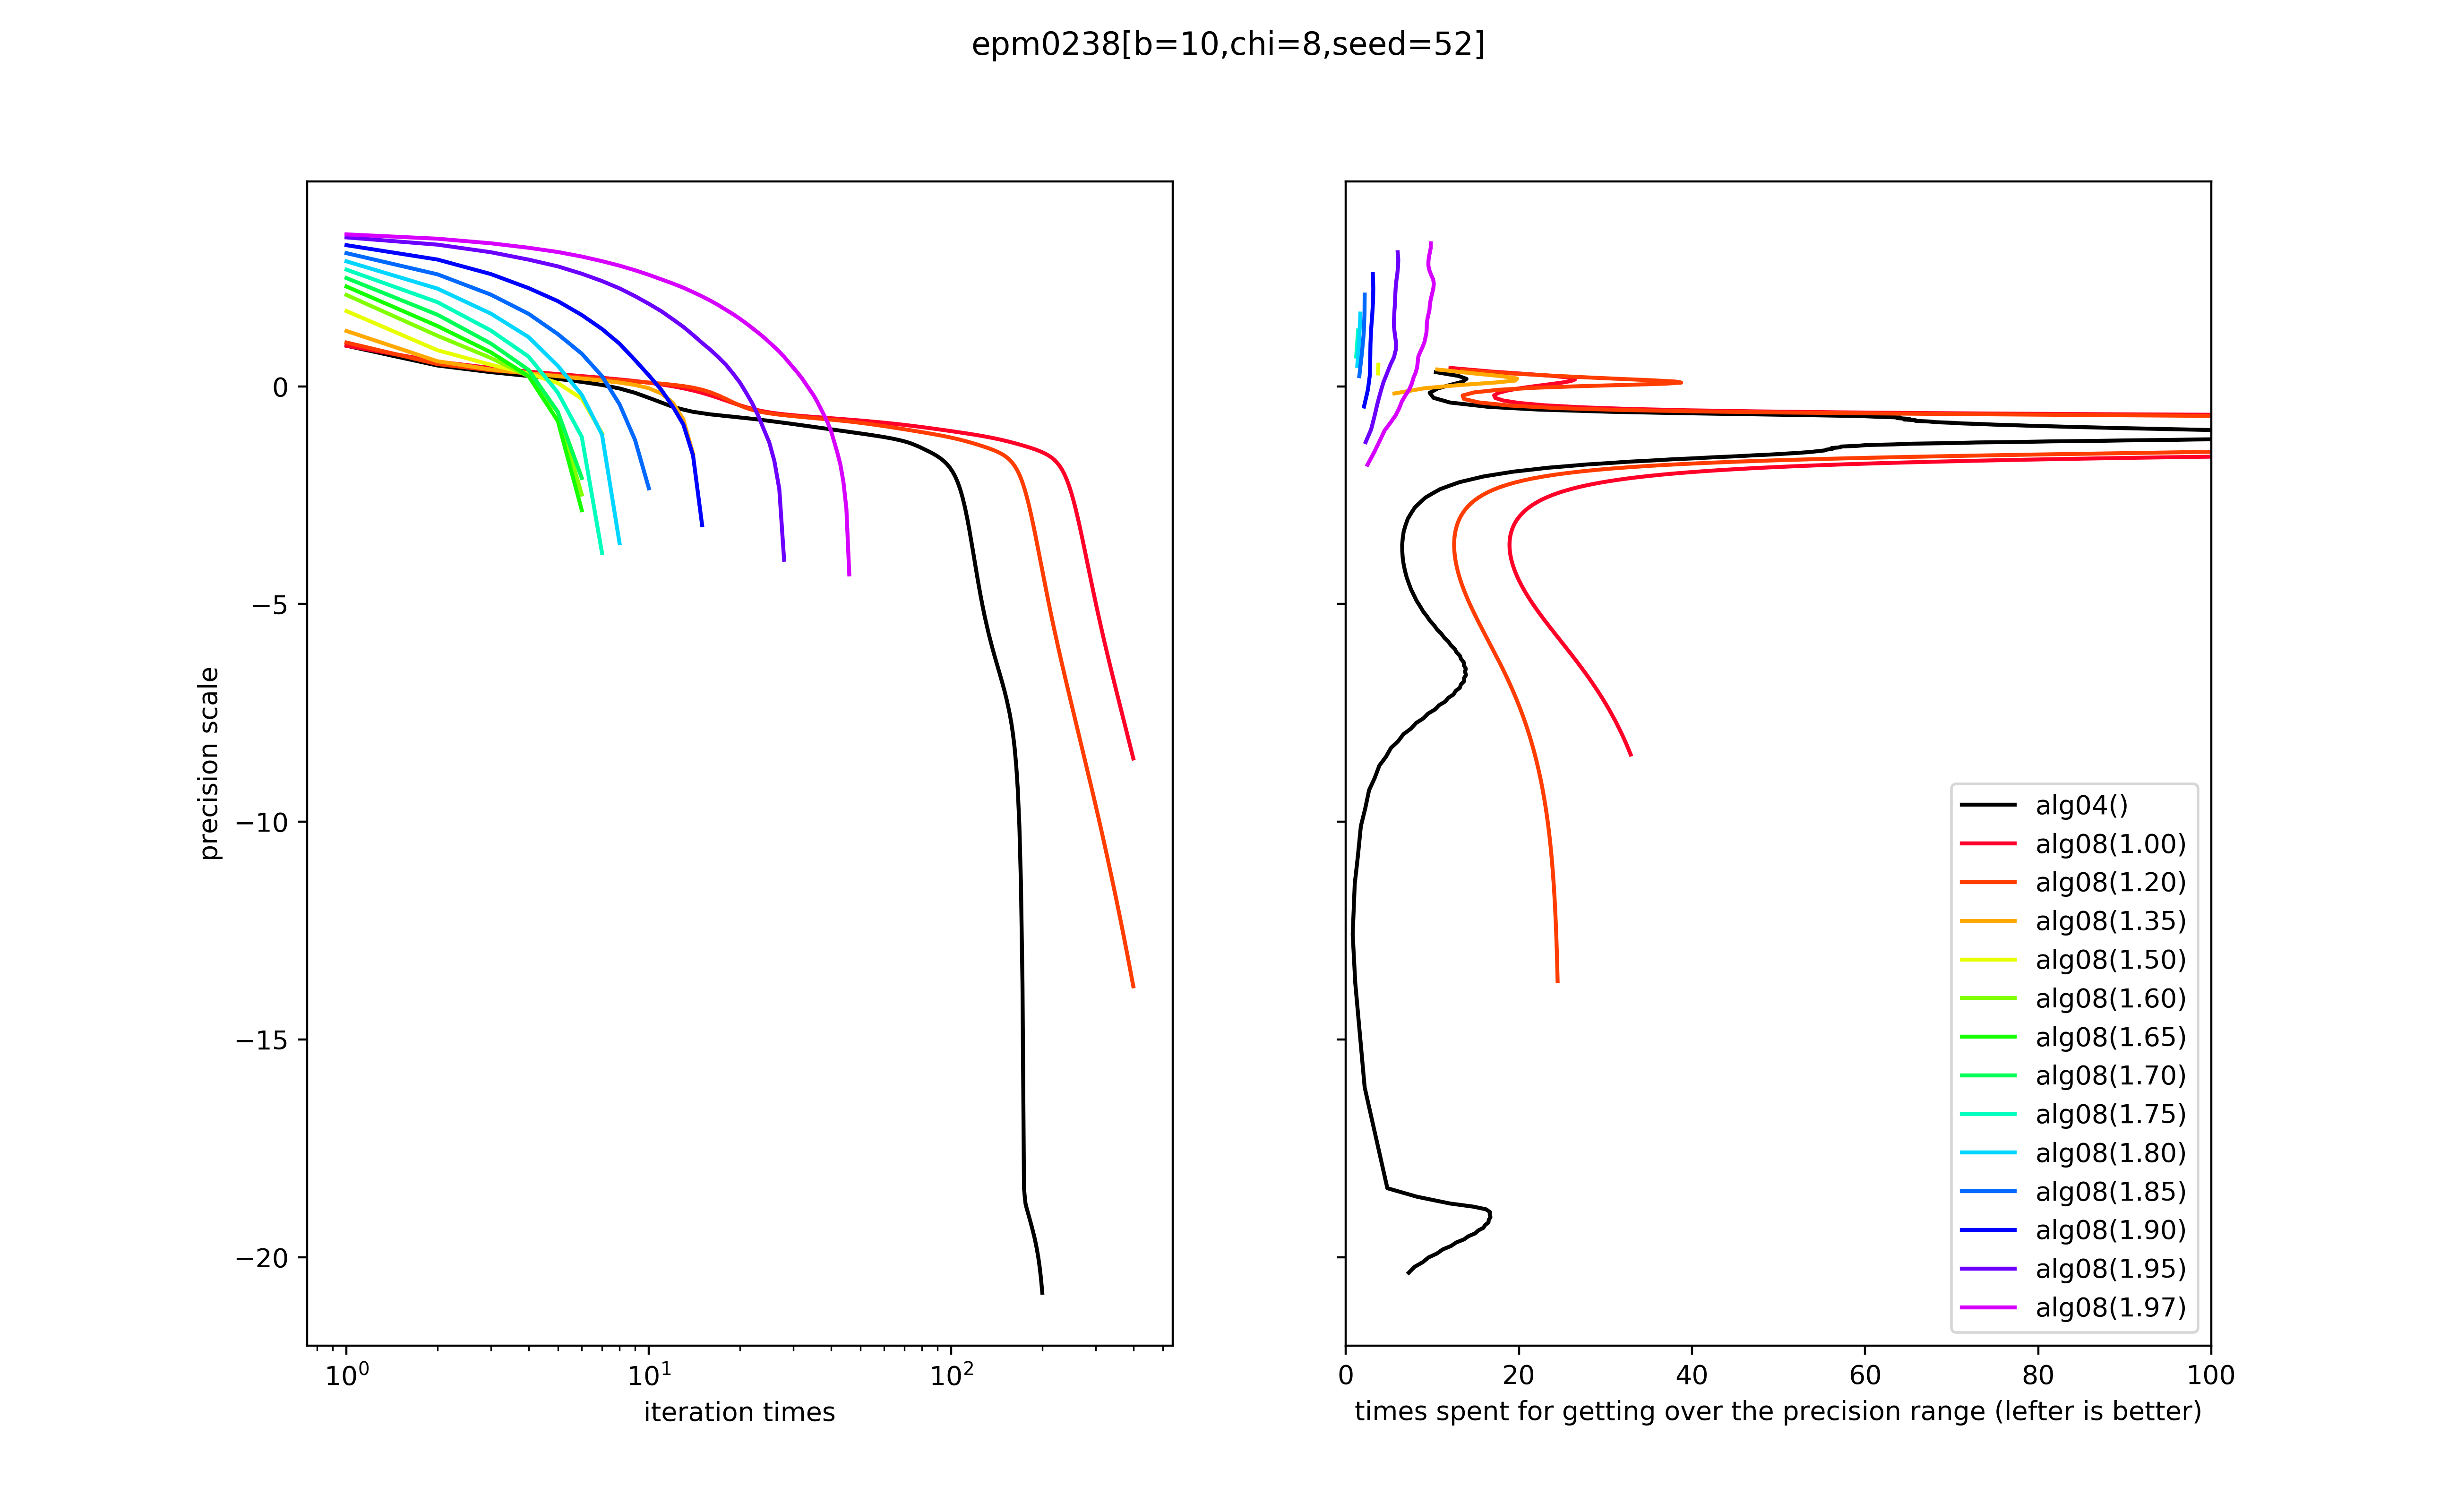 epm0238[b=10,chi=8,seed=52]
precision scale
0
−5
−10
−15
−20
10⁰
10¹
10²
iteration times
0
20
40
60
80
100
times spent for getting over the precision range (lefter is better)
alg04()
alg08(1.00)
alg08(1.20)
alg08(1.35)
alg08(1.50)
alg08(1.60)
alg08(1.65)
alg08(1.70)
alg08(1.75)
alg08(1.80)
alg08(1.85)
alg08(1.90)
alg08(1.95)
alg08(1.97)